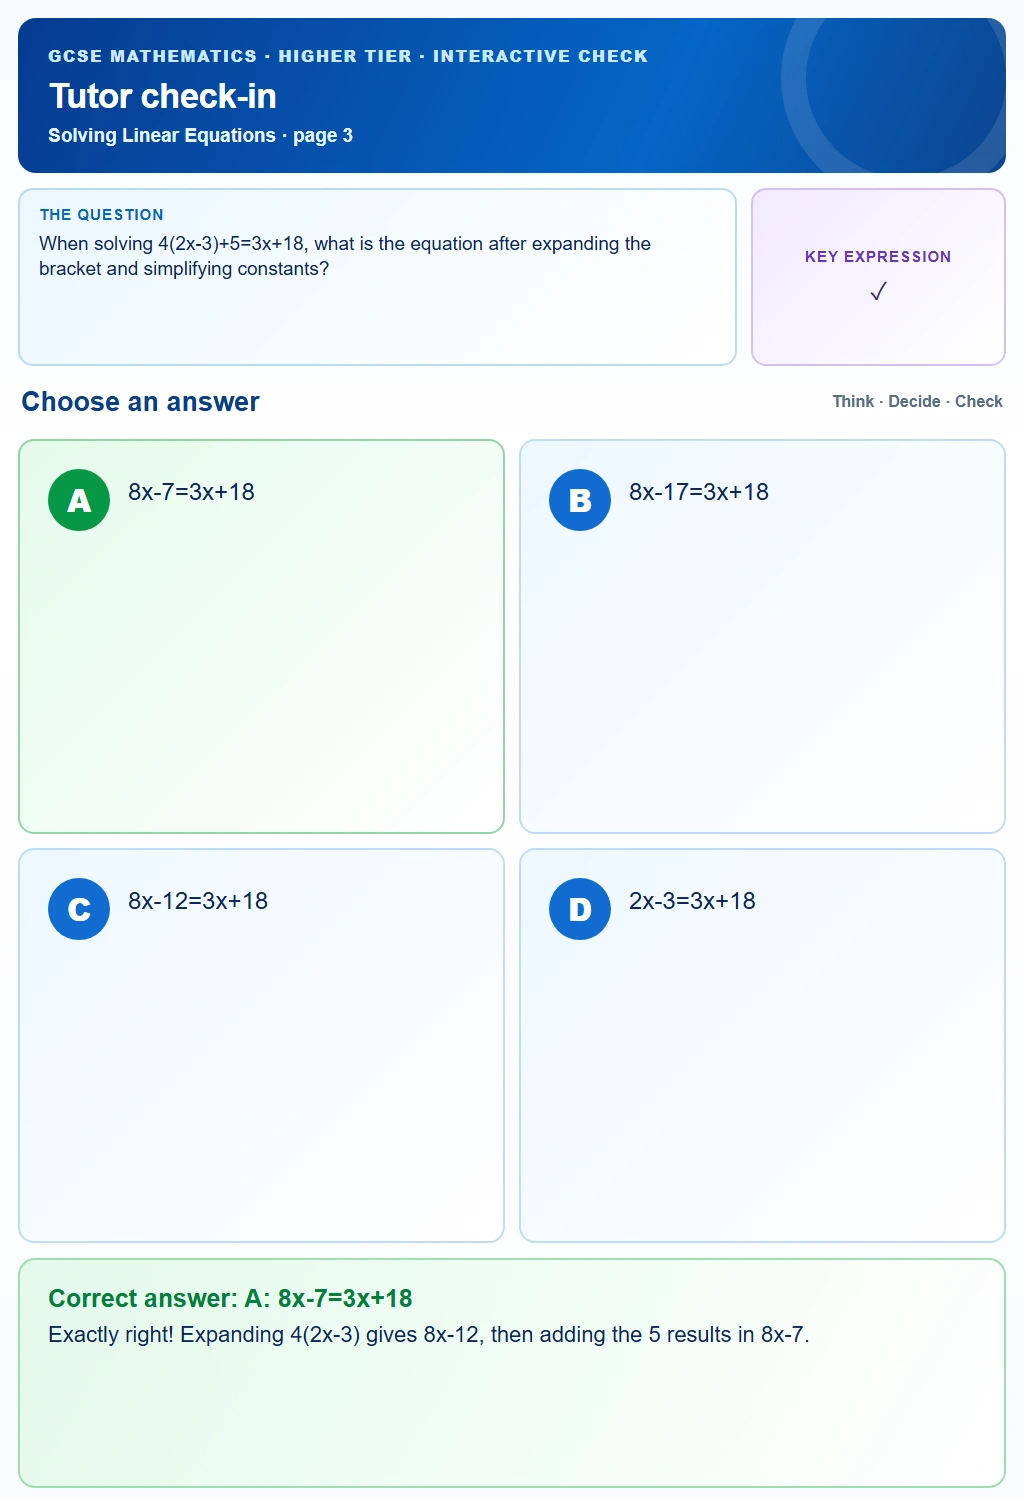 GCSE MATHEMATICS · HIGHER TIER · INTERACTIVE CHECK
Tutor check-in
Solving Linear Equations · page 3
THE QUESTION
When solving 4(2x-3)+5=3x+18, what is the equation after expanding the
bracket and simplifying constants?
KEY EXPRESSION
✓
Choose an answer
Think · Decide · Check
A 8x-7=3x+18
B 8x-17=3x+18
C 8x-12=3x+18
D 2x-3=3x+18
Correct answer: A: 8x-7=3x+18
Exactly right! Expanding 4(2x-3) gives 8x-12, then adding the 5 results in 8x-7.